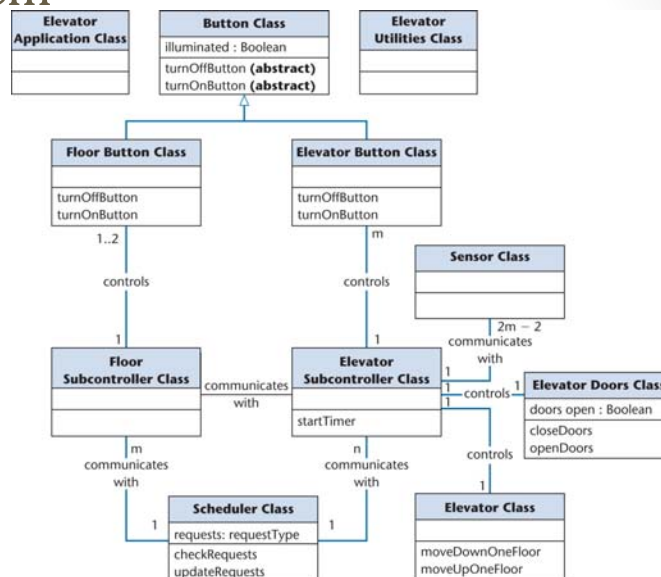 Elevator
Application Class
Button Class
illuminated : Boolean
turnOffButton (abstract)
turnOnButton (abstract)
Elevator
Utilities Class
Floor Button Class
turnOffButton
turnOnButton
Elevator Button Class
turnOffButton
turnOnButton
1..2
m
controls
controls
1
1
Sensor Class
2m – 2
communicates
with
Floor
Subcontroller Class
communicates
with
Elevator
Subcontroller Class
startTimer
1
1
controls
1
1
Elevator Doors Class
doors open : Boolean
closeDoors
openDoors
m
communicates
with
n
communicates
with
controls
1
1
1
Scheduler Class
requests: requestType
checkRequests
updateRequests
Elevator Class
moveDownOneFloor
moveUpOneFloor